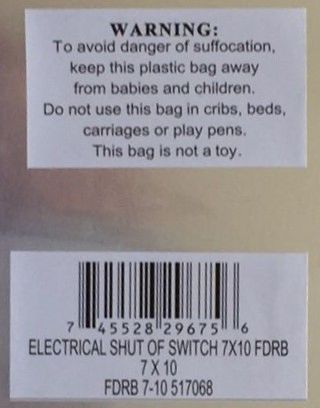 WARNING:
To avoid danger of suffocation,
keep this plastic bag away
from babies and children.
Do not use this bag in cribs, beds,
carriages or play pens.
This bag is not a toy.
7 45528 29675 6
ELECTRICAL SHUT OF SWITCH 7X10 FDRB
7 X 10
FDRB 7-10 517068